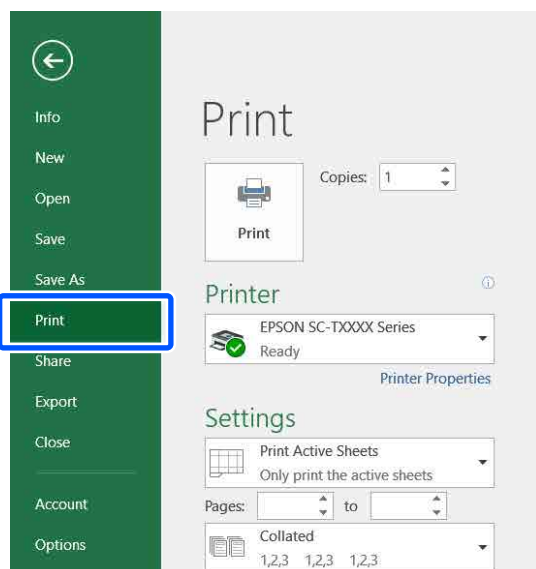 Info
New
Open
Save
Save As
Print
Share
Export
Close
Account
Options
Print
Copies: 1
Print
Printer
EPSON SC-TXXXX Series
Ready
Printer Properties
Settings
Print Active Sheets
Only print the active sheets
Pages: to
Collated
1,2,3 1,2,3 1,2,3